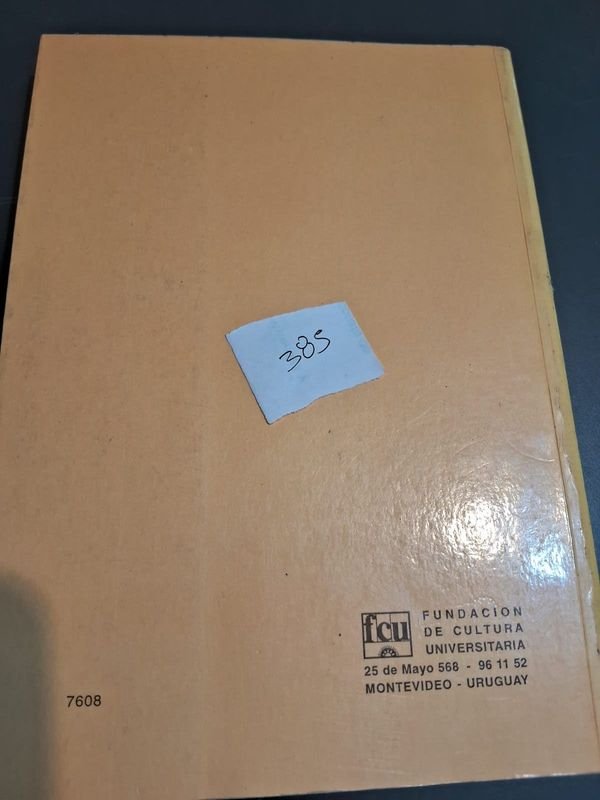 385
fcu
FUNDACION
DE CULTURA
UNIVERSITARIA
25 de Mayo 568 - 96 11 52
MONTEVIDEO - URUGUAY
7608